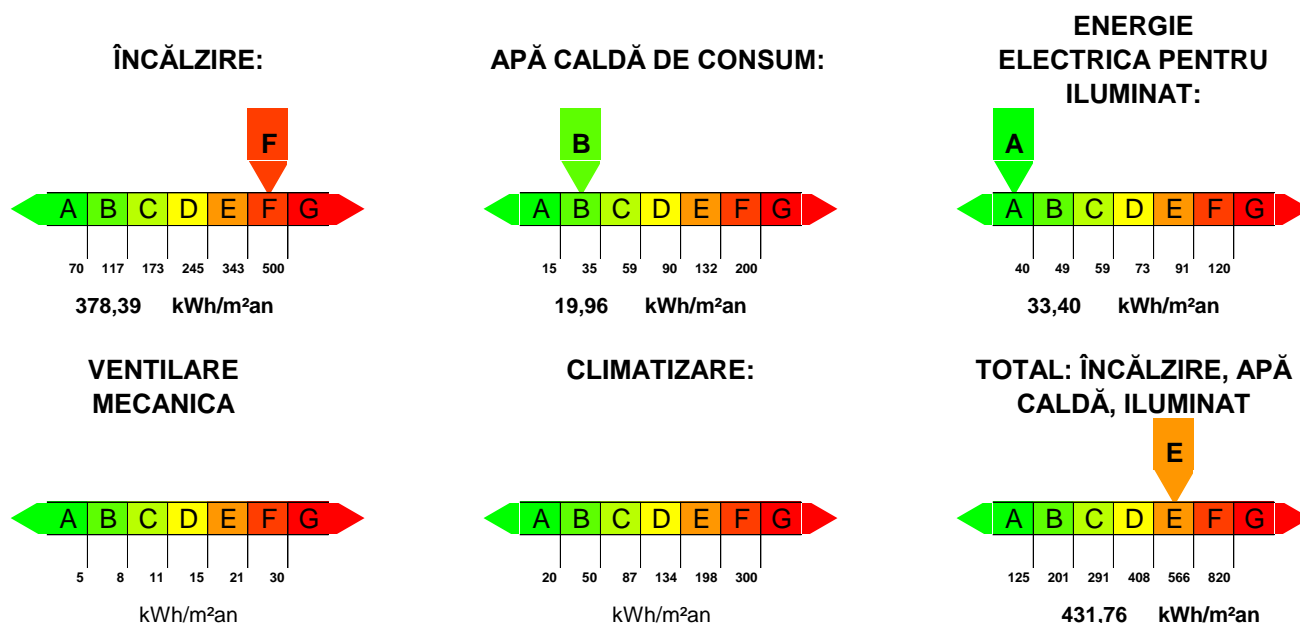 ÎNCĂLZIRE:
F
A B C D E F G
70 117 173 245 343 500
378,39 kWh/m²an
APĂ CALDĂ DE CONSUM:
B
A B C D E F G
15 35 59 90 132 200
19,96 kWh/m²an
ENERGIE
ELECTRICA PENTRU
ILUMINAT:
A
A B C D E F G
40 49 59 73 91 120
33,40 kWh/m²an
VENTILARE
MECANICA
A B C D E F G
5 8 11 15 21 30
kWh/m²an
CLIMATIZARE:
A B C D E F G
20 50 87 134 198 300
kWh/m²an
TOTAL: ÎNCĂLZIRE, APĂ
CALDĂ, ILUMINAT
E
A B C D E F G
125 201 291 408 566 820
431,76 kWh/m²an